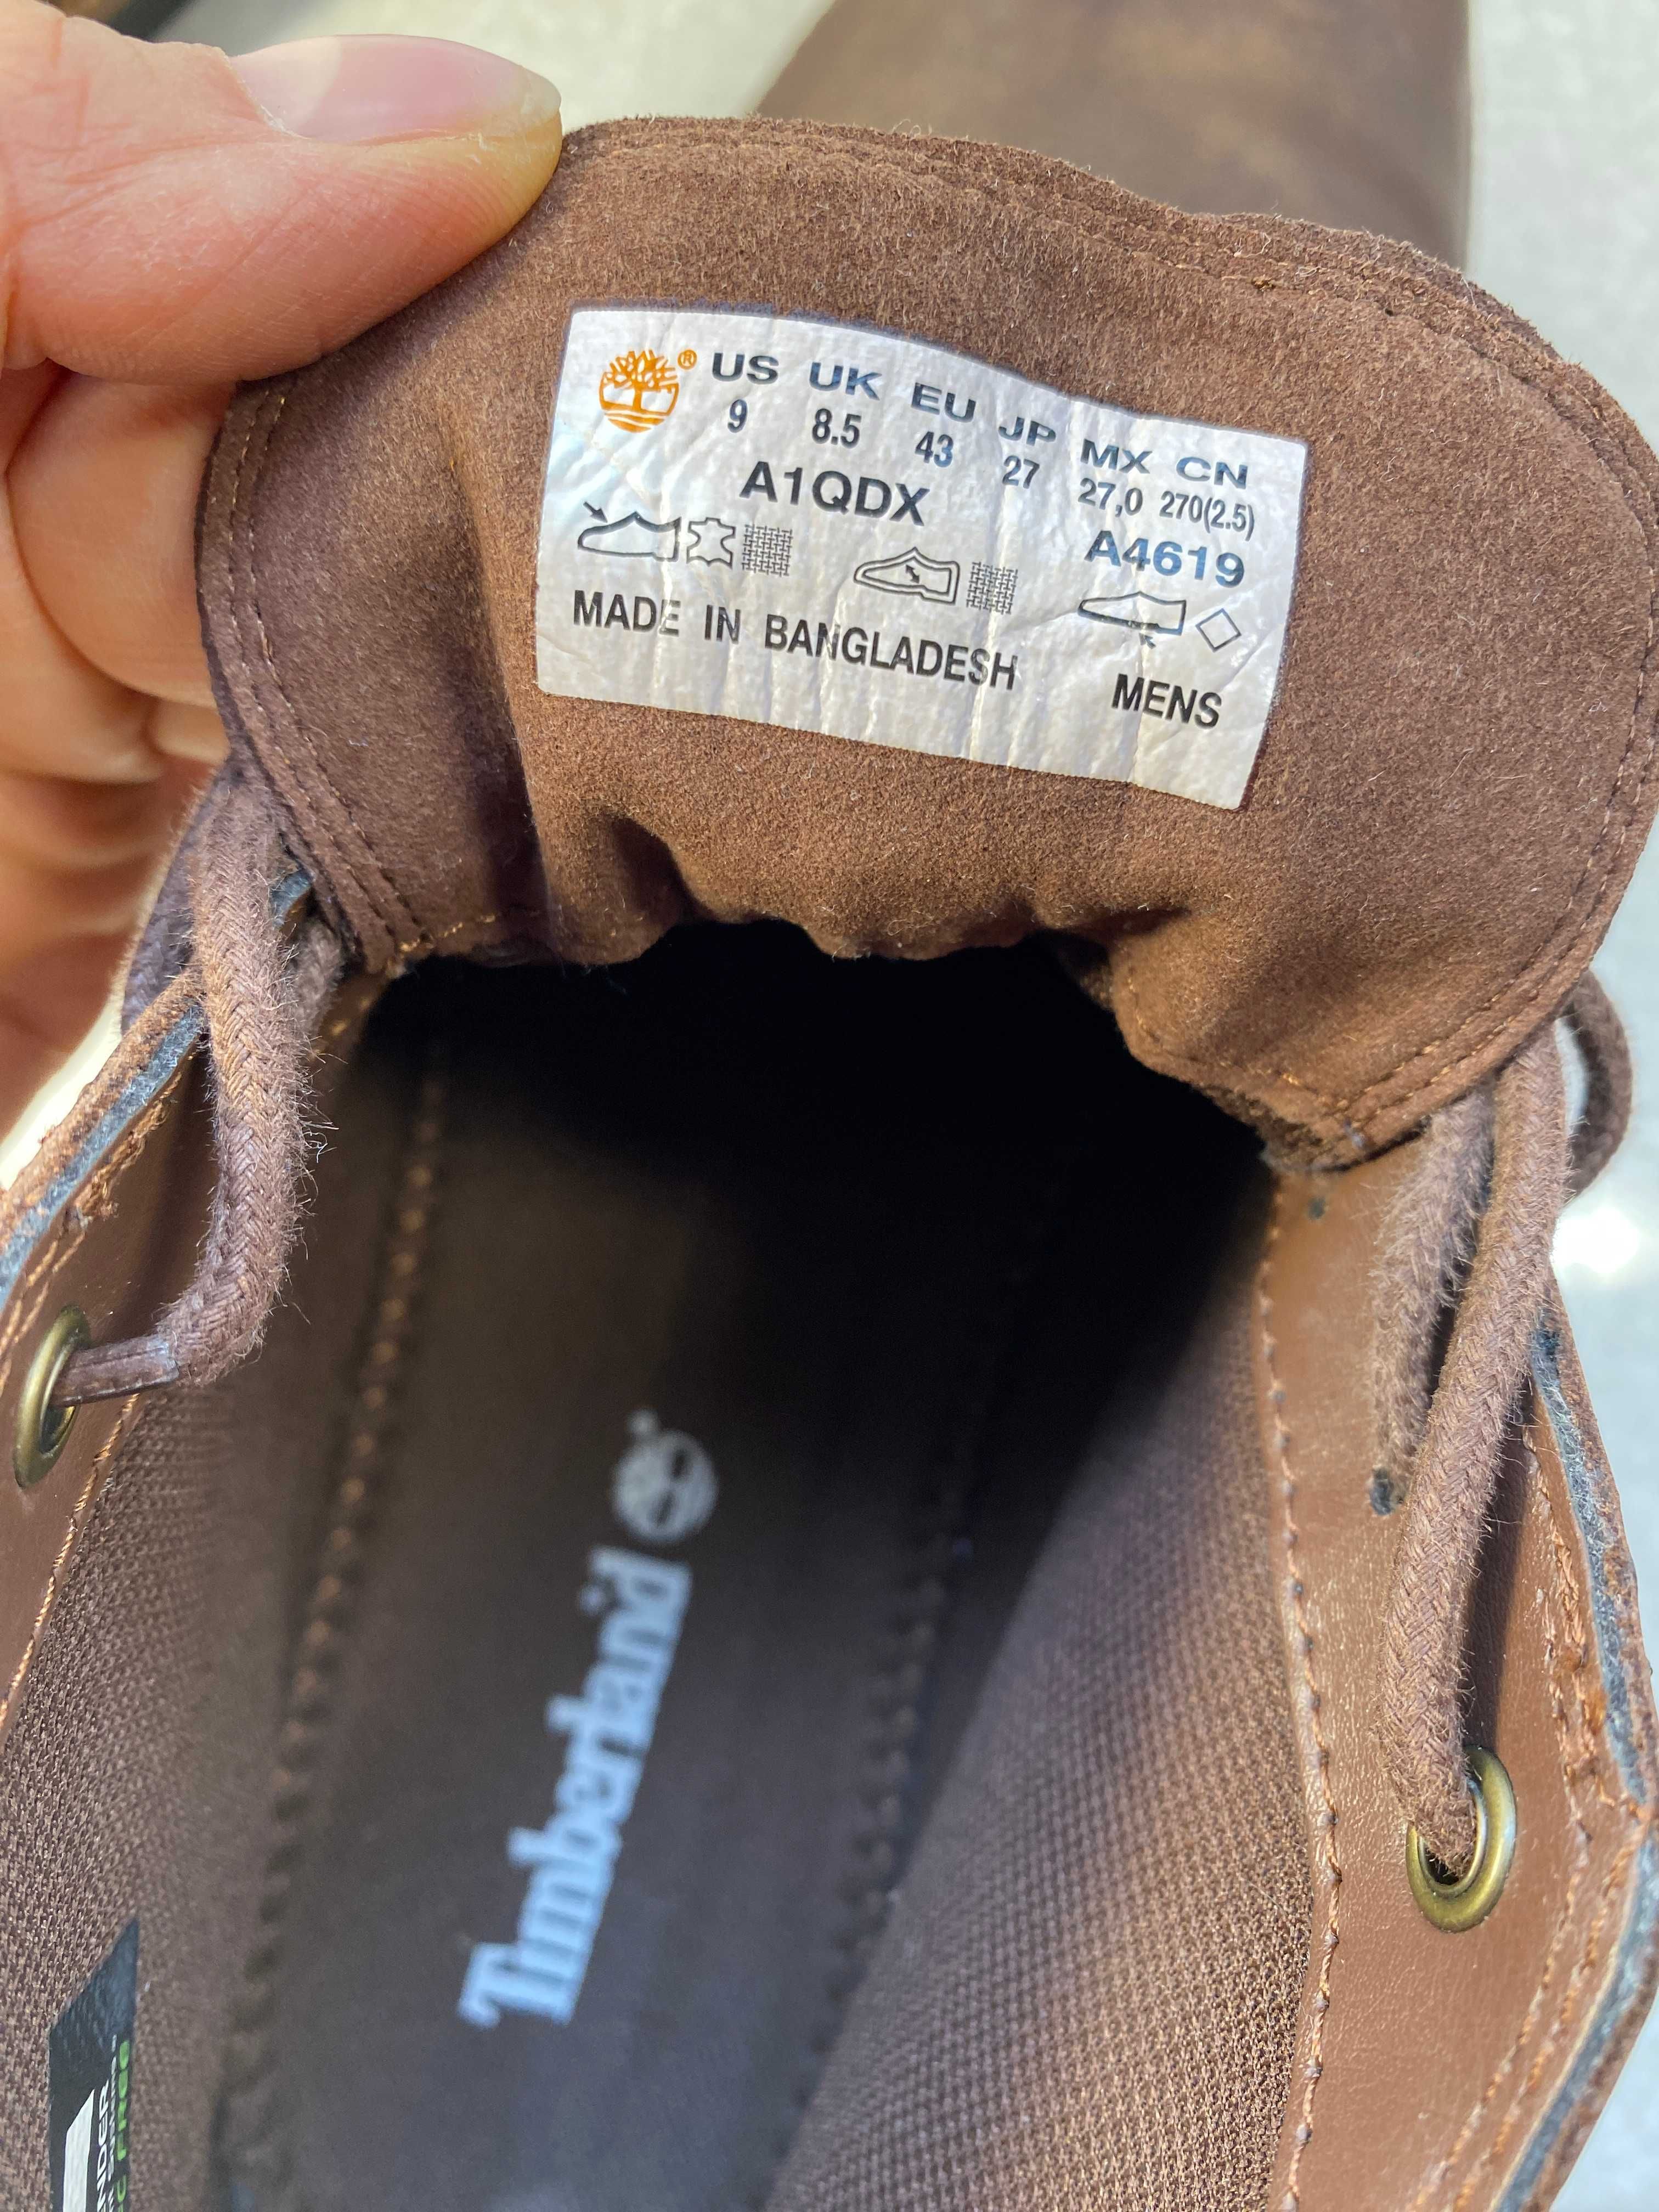 ® US UK EU JP MX CN
9 8.5 43 27 27,0 270(2.5)
A1QDX
A4619
MADE IN BANGLADESH
MENS
Timberland